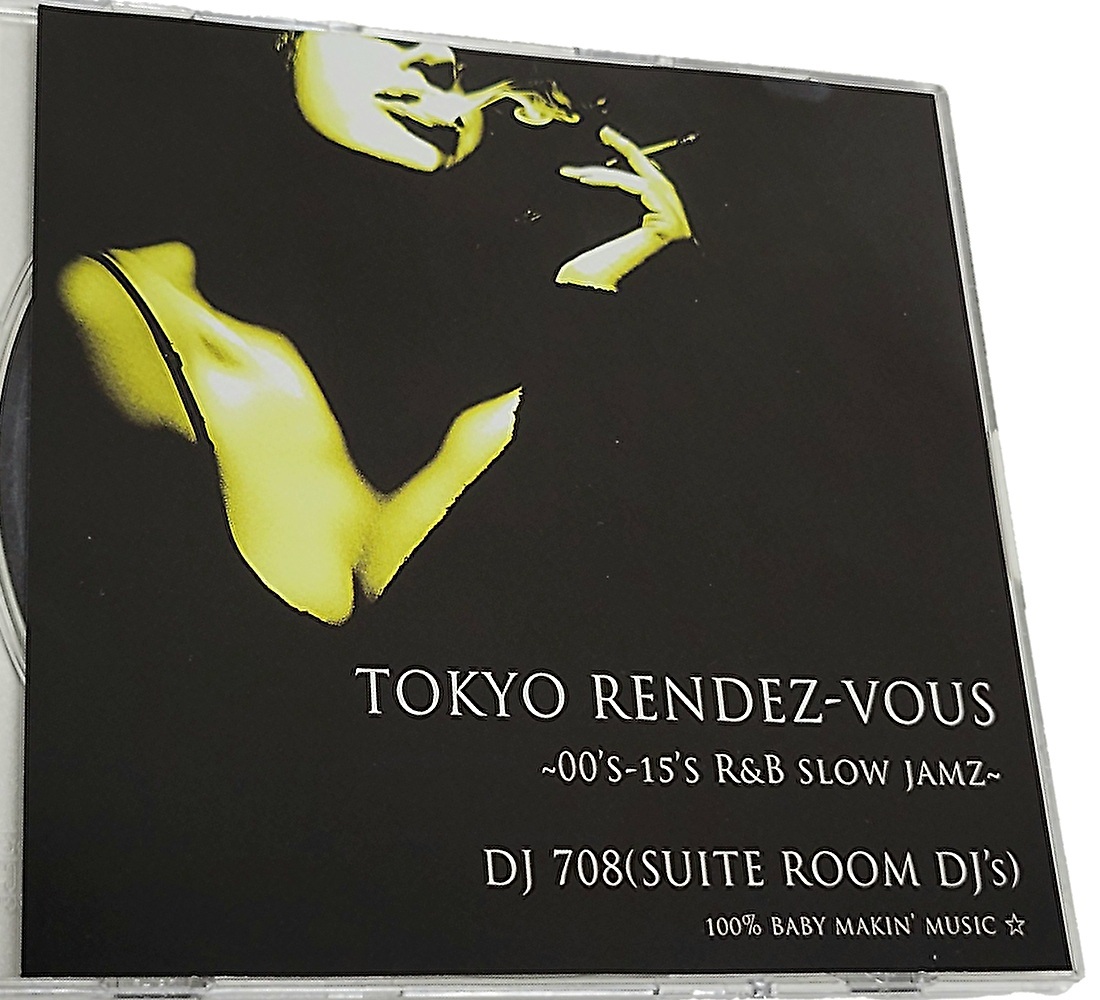 TOKYO RENDEZ-VOUS
~00'S-15'S R&B SLOW JAMZ~
DJ 708(SUITE ROOM DJ's)
100% BABY MAKIN' MUSIC ☆